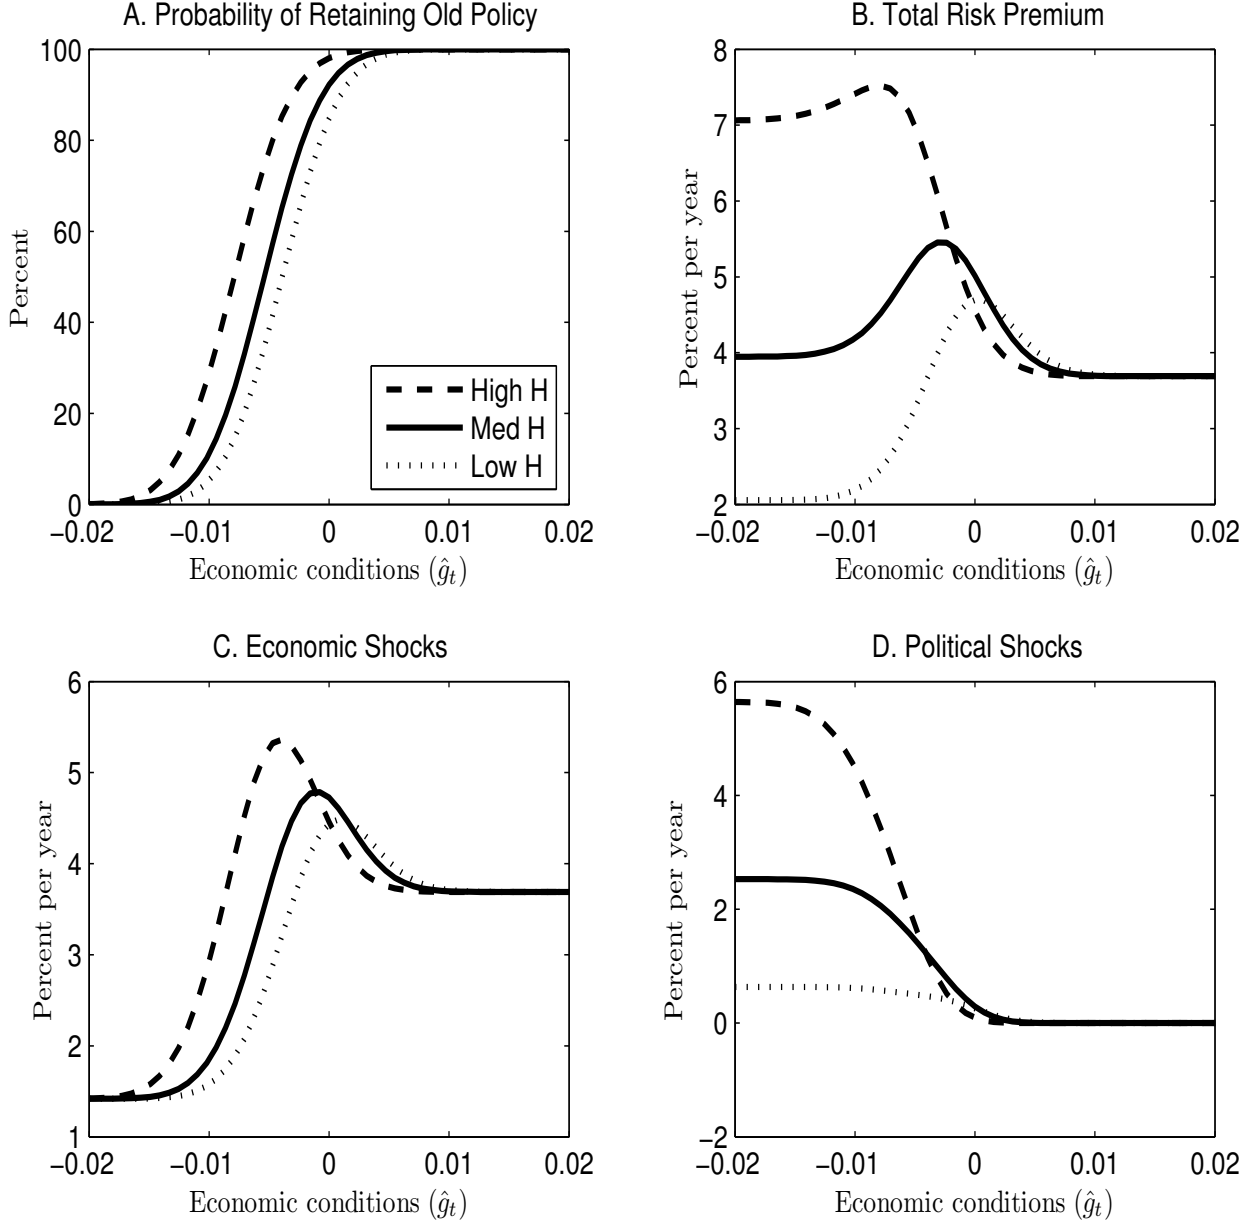 A. Probability of Retaining Old Policy
100
80
60
40
20
0
Percent
High H
Med H
Low H
−0.02 −0.01 0 0.01 0.02
Economic conditions (ĝₜ)
B. Total Risk Premium
8
7
6
5
4
3
2
Percent per year
−0.02 −0.01 0 0.01 0.02
Economic conditions (ĝₜ)
C. Economic Shocks
6
5
4
3
2
1
Percent per year
−0.02 −0.01 0 0.01 0.02
Economic conditions (ĝₜ)
D. Political Shocks
6
4
2
0
−2
Percent per year
−0.02 −0.01 0 0.01 0.02
Economic conditions (ĝₜ)